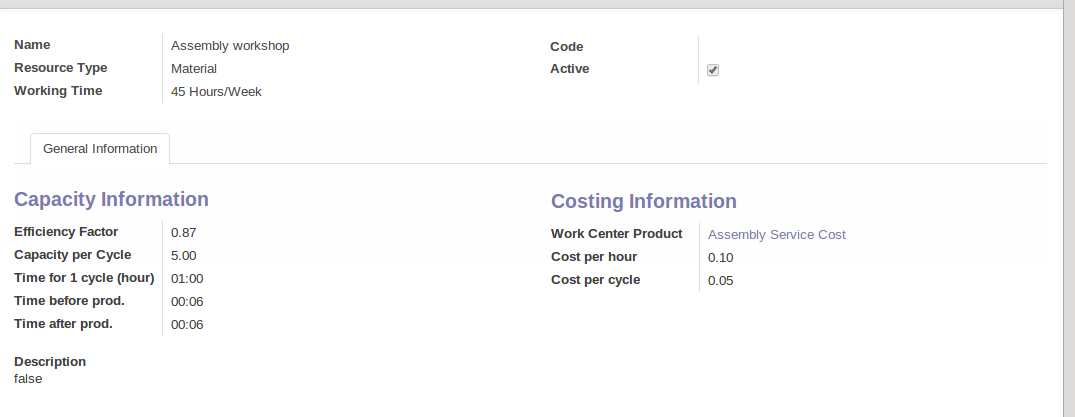 Name Assembly workshop
Resource Type Material
Working Time 45 Hours/Week
Code
Active
General Information
Capacity Information
Efficiency Factor 0.87
Capacity per Cycle 5.00
Time for 1 cycle (hour) 01:00
Time before prod. 00:06
Time after prod. 00:06
Costing Information
Work Center Product Assembly Service Cost
Cost per hour 0.10
Cost per cycle 0.05
Description
false